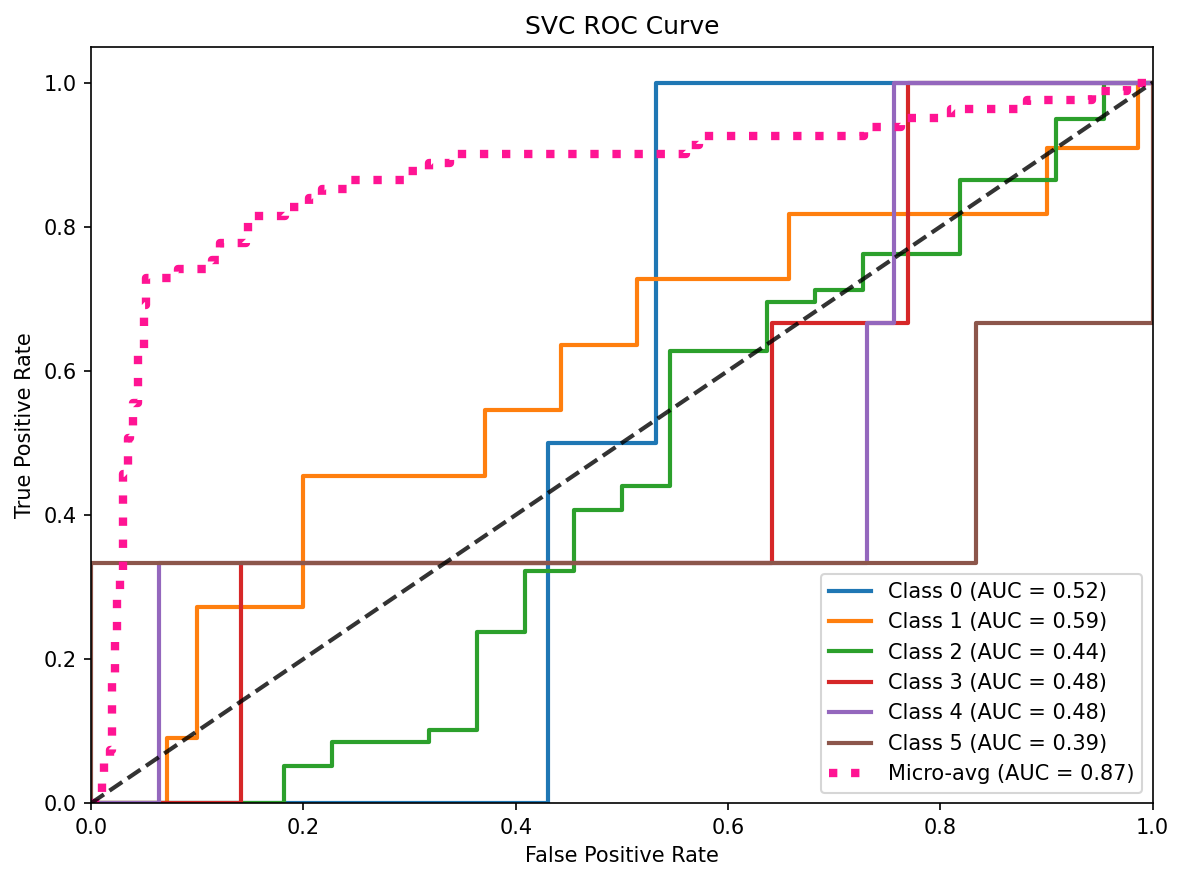 SVC ROC Curve
True Positive Rate
1.0
0.8
0.6
0.4
0.2
0.0
0.0 0.2 0.4 0.6 0.8 1.0
False Positive Rate
Class 0 (AUC = 0.52)
Class 1 (AUC = 0.59)
Class 2 (AUC = 0.44)
Class 3 (AUC = 0.48)
Class 4 (AUC = 0.48)
Class 5 (AUC = 0.39)
Micro-avg (AUC = 0.87)